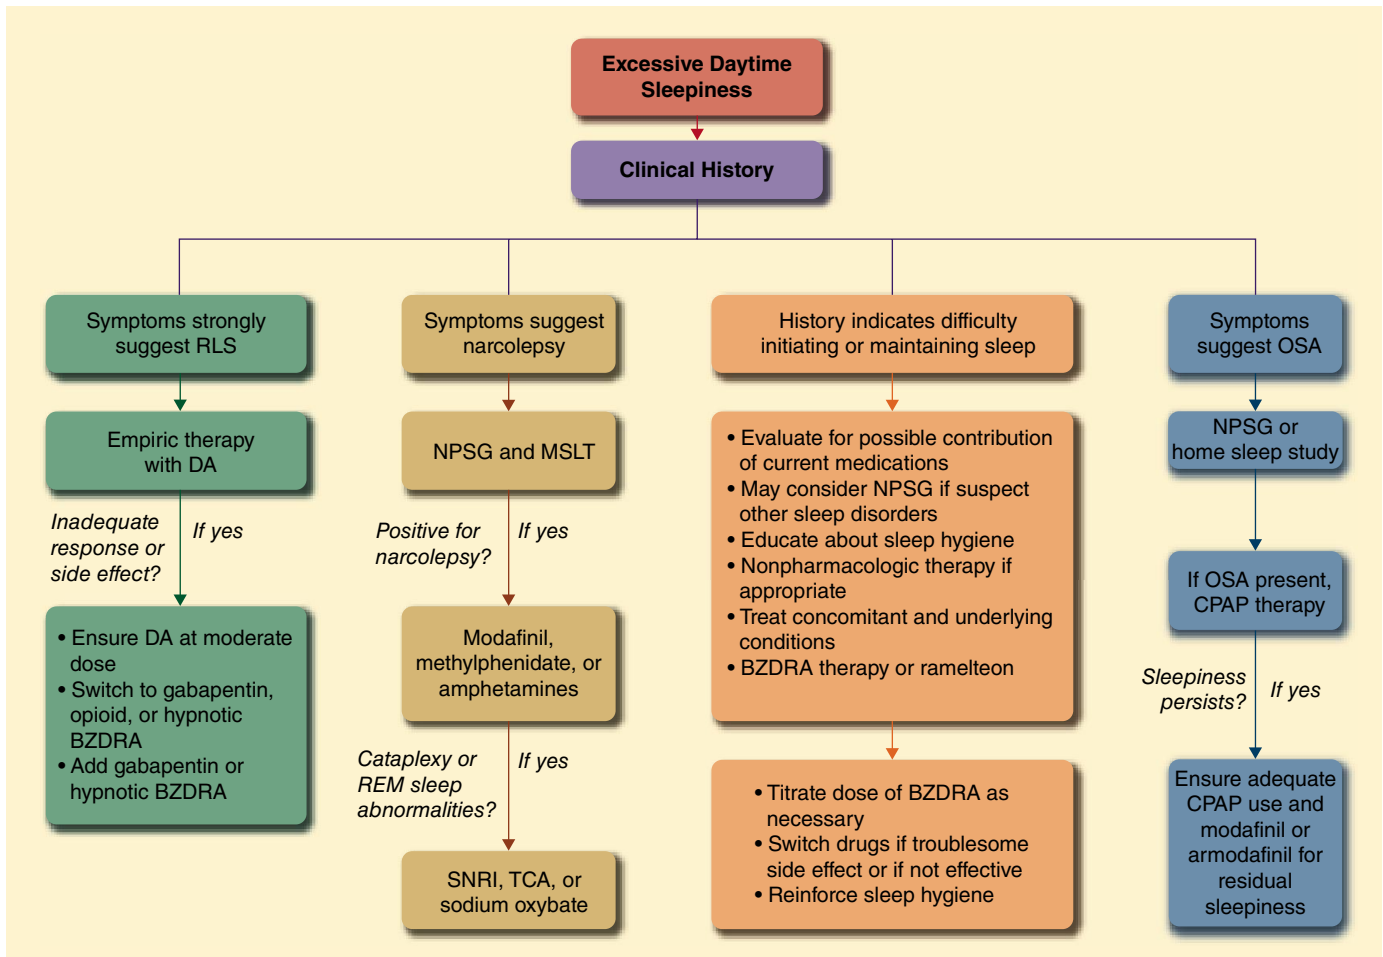 Excessive Daytime
Sleepiness
Clinical History
Symptoms strongly
suggest RLS
Empiric therapy
with DA
Inadequate
response or
side effect?
If yes
• Ensure DA at moderate
dose
• Switch to gabapentin,
opioid, or hypnotic
BZDRA
• Add gabapentin or
hypnotic BZDRA
Symptoms suggest
narcolepsy
NPSG and MSLT
Positive for
narcolepsy?
If yes
Modafinil,
methylphenidate, or
amphetamines
Cataplexy or
REM sleep
abnormalities?
If yes
SNRI, TCA, or
sodium oxybate
History indicates difficulty
initiating or maintaining sleep
• Evaluate for possible contribution
of current medications
• May consider NPSG if suspect
other sleep disorders
• Educate about sleep hygiene
• Nonpharmacologic therapy if
appropriate
• Treat concomitant and underlying
conditions
• BZDRA therapy or ramelteon
• Titrate dose of BZDRA as
necessary
• Switch drugs if troublesome
side effect or if not effective
• Reinforce sleep hygiene
Symptoms
suggest OSA
NPSG or
home sleep study
If OSA present,
CPAP therapy
Sleepiness
persists?
If yes
Ensure adequate
CPAP use and
modafinil or
armodafinil for
residual
sleepiness